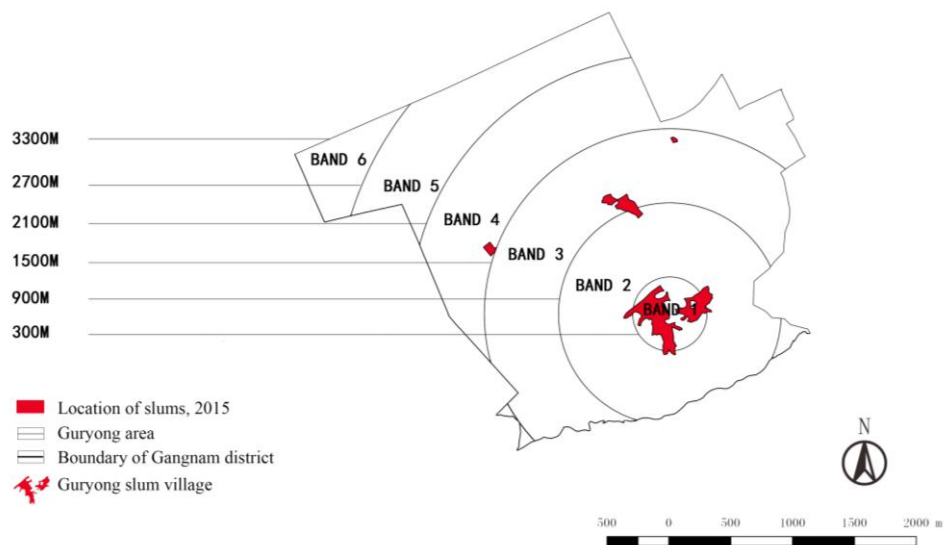 3300M
2700M
2100M
1500M
900M
300M
BAND 6
BAND 5
BAND 4
BAND 3
BAND 2
BAND 1
Location of slums, 2015
Guryong area
Boundary of Gangnam district
Guryong slum village
N
500 0 500 1000 1500 2000 m